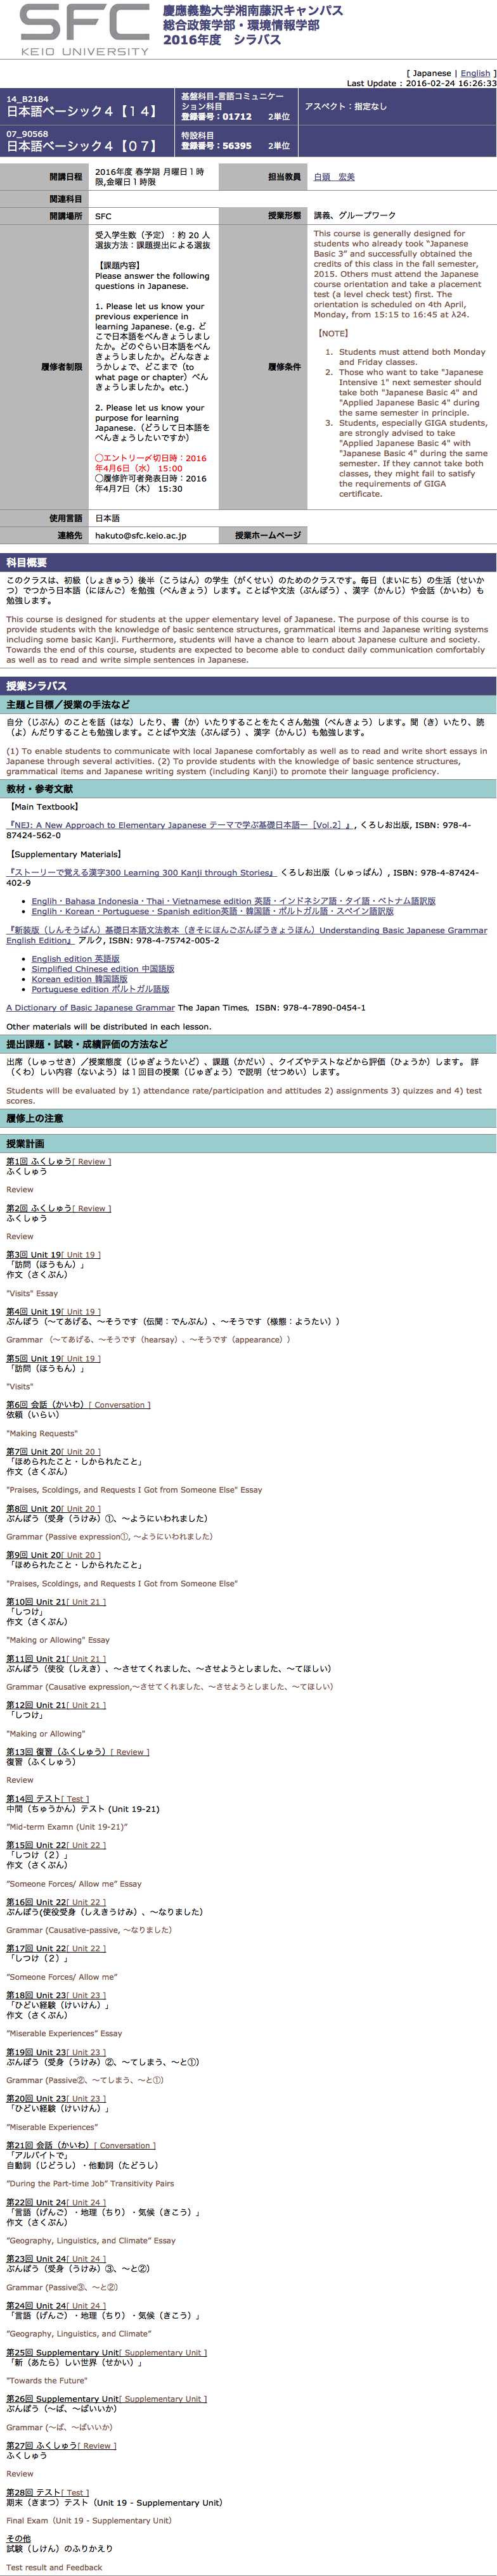 SFC
KEIO UNIVERSITY
慶應義塾大学湘南藤沢キャンパス
総合政策学部・環境情報学部
2016年度　シラバス
[ Japanese | English ]
Last Update : 2016-02-24 16:26:33
14_B2184
日本語ベーシック４【１４】
基盤科目-言語コミュニケー
ション科目
登録番号：01712　2単位
アスペクト：指定なし
07_90568
日本語ベーシック４【０７】
特設科目
登録番号：56395　2単位
開講日程
2016年度 春学期 月曜日１時
限,金曜日１時限
担当教員
白頭　宏美
関連科目
開講場所
SFC
授業形態
講義、グループワーク
履修者制限
受入学生数（予定）：約 20 人
選抜方法：課題提出による選抜
【課題内容】
Please answer the following
questions in Japanese.
1. Please let us know your
previous experience in
learning Japanese. (e.g. ど
こで日本語をべんきょうしまし
たか。どのぐらい日本語をべん
きょうしましたか。どんなきょ
うかしょで、どこまで（to
what page or chapter）べん
きょうしましたか。etc.)
2. Please let us know your
purpose for learning
Japanese.（どうして日本語を
べんきょうしたいですか）
◯エントリー〆切日時：2016
年4月6日（水） 15:00
◯履修許可者発表日時：2016
年4月7日（木） 15:30
履修条件
This course is generally designed for
students who already took “Japanese
Basic 3” and successfully obtained the
credits of this class in the fall semester,
2015. Others must attend the Japanese
course orientation and take a placement
test (a level check test) first. The
orientation is scheduled on 4th April,
Monday, from 15:15 to 16:45 at λ24.
【NOTE】
1. Students must attend both Monday
and Friday classes.
2. Those who want to take "Japanese
Intensive 1" next semester should
take both "Japanese Basic 4" and
"Applied Japanese Basic 4" during
the same semester in principle.
3. Students, especially GIGA students,
are strongly advised to take
"Applied Japanese Basic 4" with
"Japanese Basic 4" during the same
semester. If they cannot take both
classes, they might fail to satisfy
the requirements of GIGA
certificate.
使用言語
日本語
連絡先
hakuto@sfc.keio.ac.jp
授業ホームページ
科目概要
このクラスは、初級（しょきゅう）後半（こうはん）の学生（がくせい）のためのクラスです。毎日（まいにち）の生活（せいか
つ）でつかう日本語（にほんご）を勉強（べんきょう）します。ことばや文法（ぶんぽう）、漢字（かんじ）や会話（かいわ）も
勉強します。
This course is designed for students at the upper elementary level of Japanese. The purpose of this course is to
provide students with the knowledge of basic sentence structures, grammatical items and Japanese writing systems
including some basic Kanji. Furthermore, students will have a chance to learn about Japanese culture and society.
Towards the end of this course, students are expected to become able to conduct daily communication comfortably
as well as to read and write simple sentences in Japanese.
授業シラバス
主題と目標／授業の手法など
自分（じぶん）のことを話（はな）したり、書（か）いたりすることをたくさん勉強（べんきょう）します。聞（き）いたり、読
（よ）んだりすることも勉強します。ことばや文法（ぶんぽう）、漢字（かんじ）も勉強します。
(1) To enable students to communicate with local Japanese comfortably as well as to read and write short essays in
Japanese through several activities. (2) To provide students with the knowledge of basic sentence structures,
grammatical items and Japanese writing system (including Kanji) to promote their language proficiency.
教材・参考文献
【Main Textbook】
『NEJ: A New Approach to Elementary Japanese テーマで学ぶ基礎日本語ー［Vol.2］』, くろしお出版, ISBN: 978-4-
87424-562-0
【Supplementary Materials】
『ストーリーで覚える漢字300 Learning 300 Kanji through Stories』 くろしお出版（しゅっぱん）, ISBN: 978-4-87424-
402-9
• Englih・Bahasa Indonesia・Thai・Vietnamese edition 英語・インドネシア語・タイ語・ベトナム語訳版
• Englih・Korean・Portuguese・Spanish edition英語・韓国語・ポルトガル語・スペイン語訳版
『新装版（しんそうばん）基礎日本語文法教本（きそにほんごぶんぽうきょうほん）Understanding Basic Japanese Grammar
English Edition』 アルク, ISBN: 978-4-75742-005-2
• English edition 英語版
• Simplified Chinese edition 中国語版
• Korean edition 韓国語版
• Portuguese edition ポルトガル語版
A Dictionary of Basic Japanese Grammar The Japan Times, ISBN: 978-4-7890-0454-1
Other materials will be distributed in each lesson.
提出課題・試験・成績評価の方法など
出席（しゅっせき）／授業態度（じゅぎょうたいど）、課題（かだい）、クイズやテストなどから評価（ひょうか）します。 詳
（くわ）しい内容（ないよう）は１回目の授業（じゅぎょう）で説明（せつめい）します。
Students will be evaluated by 1) attendance rate/participation and attitudes 2) assignments 3) quizzes and 4) test
scores.
履修上の注意
授業計画
第1回 ふくしゅう[ Review ]
ふくしゅう
Review
第2回 ふくしゅう[ Review ]
ふくしゅう
Review
第3回 Unit 19[ Unit 19 ]
「訪問（ほうもん）」
作文（さくぶん）
"Visits" Essay
第4回 Unit 19[ Unit 19 ]
ぶんぽう（〜てあげる、〜そうです（伝聞：でんぶん）、〜そうです（様態：ようたい））
Grammar （〜てあげる、〜そうです（hearsay）、〜そうです（appearance））
第5回 Unit 19[ Unit 19 ]
「訪問（ほうもん）」
"Visits"
第6回 会話（かいわ）[ Conversation ]
依頼（いらい）
"Making Requests"
第7回 Unit 20[ Unit 20 ]
「ほめられたこと・しかられたこと」
作文（さくぶん）
"Praises, Scoldings, and Requests I Got from Someone Else" Essay
第8回 Unit 20[ Unit 20 ]
ぶんぽう（受身（うけみ）①、〜ようにいわれました）
Grammar (Passive expression①, 〜ようにいわれました）
第9回 Unit 20[ Unit 20 ]
「ほめられたこと・しかられたこと」
"Praises, Scoldings, and Requests I Got from Someone Else"
第10回 Unit 21[ Unit 21 ]
「しつけ」
作文（さくぶん）
"Making or Allowing" Essay
第11回 Unit 21[ Unit 21 ]
ぶんぽう（使役（しえき）、〜させてくれました、〜させようとしました、〜てほしい）
Grammar (Causative expression,〜させてくれました、〜させようとしました、〜てほしい）
第12回 Unit 21[ Unit 21 ]
「しつけ」
"Making or Allowing"
第13回 復習（ふくしゅう）[ Review ]
復習（ふくしゅう）
Review
第14回 テスト[ Test ]
中間（ちゅうかん）テスト (Unit 19-21)
"Mid-term Examn (Unit 19-21)”
第15回 Unit 22[ Unit 22 ]
「しつけ（２）」
作文（さくぶん）
”Someone Forces/ Allow me” Essay
第16回 Unit 22[ Unit 22 ]
ぶんぽう(使役受身（しえきうけみ）、〜なりました）
Grammar (Causative-passive, 〜なりました）
第17回 Unit 22[ Unit 22 ]
「しつけ（２）」
”Someone Forces/ Allow me”
第18回 Unit 23[ Unit 23 ]
「ひどい経験（けいけん）」
作文（さくぶん）
”Miserable Experiences” Essay
第19回 Unit 23[ Unit 23 ]
ぶんぽう（受身（うけみ）②、〜てしまう、〜と①）
Grammar (Passive②、〜てしまう、〜と①）
第20回 Unit 23[ Unit 23 ]
「ひどい経験（けいけん）」
”Miserable Experiences”
第21回 会話（かいわ）[ Conversation ]
「アルバイトで」
自動詞（じどうし）・他動詞（たどうし）
”During the Part-time Job” Transitivity Pairs
第22回 Unit 24[ Unit 24 ]
「言語（げんご）・地理（ちり）・気候（きこう）」
作文（さくぶん）
”Geography, Linguistics, and Climate” Essay
第23回 Unit 24[ Unit 24 ]
ぶんぽう（受身（うけみ）③、〜と②）
Grammar (Passive③、〜と②）
第24回 Unit 24[ Unit 24 ]
「言語（げんご）・地理（ちり）・気候（きこう）」
”Geography, Linguistics, and Climate”
第25回 Supplementary Unit[ Supplementary Unit ]
「新（あたら）しい世界（せかい）」
"Towards the Future"
第26回 Supplementary Unit[ Supplementary Unit ]
ぶんぽう（〜ば、〜ばいいか）
Grammar (〜ば、〜ばいいか）
第27回 ふくしゅう[ Review ]
ふくしゅう
Review
第28回 テスト[ Test ]
期末（きまつ）テスト（Unit 19 - Supplementary Unit）
Final Exam（Unit 19 - Supplementary Unit）
その他
試験（しけん）のふりかえり
Test result and Feedback